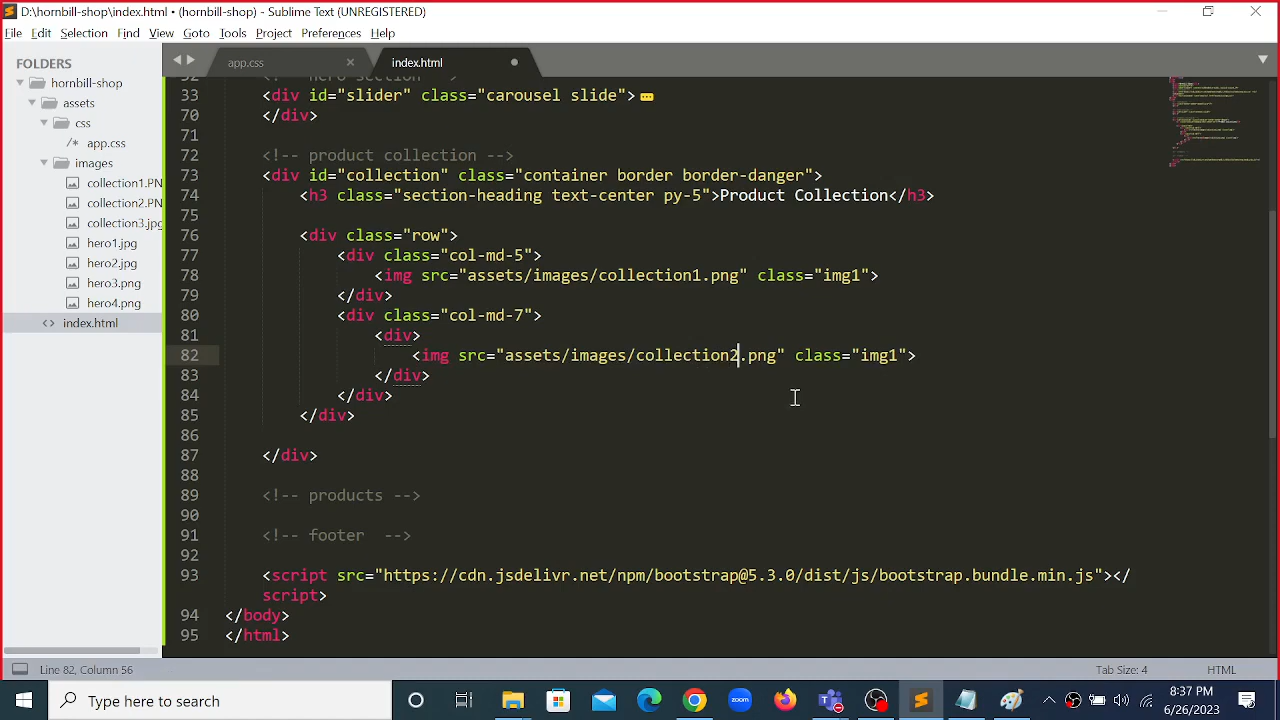 D:\hornbill-shop\index.html • (hornbill-shop) - Sublime Text (UNREGISTERED)
File Edit Selection Find View Goto Tools Project Preferences Help
FOLDERS
hornbill-shop
assets
app.css
images
collection1.PN
collection2.PN
collection3.jpg
hero1.jpg
hero2.jpg
hero3.png
hero4.png
index.html
app.css × index.html
32 <!-- hero section -->
33 <div id="slider" class="carousel slide">
70 </div>
71
72 <!-- product collection -->
73 <div id="collection" class="container border border-danger">
74 <h3 class="section-heading text-center py-5">Product Collection</h3>
75
76 <div class="row">
77 <div class="col-md-5">
78 <img src="assets/images/collection1.png" class="img1">
79 </div>
80 <div class="col-md-7">
81 <div>
82 <img src="assets/images/collection2.png" class="img1">
83 </div>
84 </div>
85 </div>
86
87 </div>
88
89 <!-- products -->
90
91 <!-- footer -->
92
93 <script src="https://cdn.jsdelivr.net/npm/bootstrap@5.3.0/dist/js/bootstrap.bundle.min.js"></
script>
94 </body>
95 </html>
Line 82, Column 56
Tab Size: 4
HTML
Type here to search
zoom
8:37 PM
6/26/2023